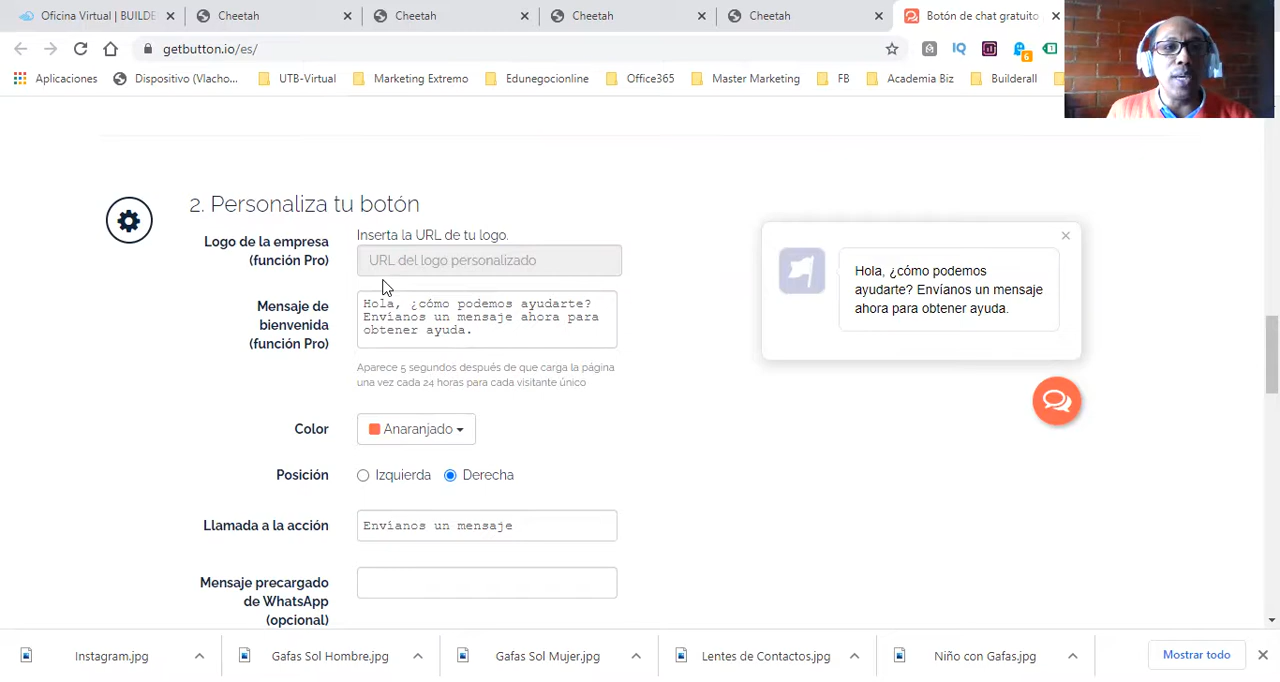 Oficina Virtual | BUILDE
Cheetah
Cheetah
Cheetah
Cheetah
Botón de chat gratuito
getbutton.io/es/
IQ
6
1
Aplicaciones
Dispositivo (Vlacho...
UTB-Virtual
Marketing Extremo
Edunegocionline
Office365
Master Marketing
FB
Academia Biz
Builderall
2. Personaliza tu botón
Logo de la empresa
(función Pro)
Inserta la URL de tu logo.
URL del logo personalizado
Mensaje de
bienvenida
(función Pro)
Hola, ¿cómo podemos ayudarte?
Envíanos un mensaje ahora para
obtener ayuda.
Aparece 5 segundos después de que carga la página
una vez cada 24 horas para cada visitante único
Color
Anaranjado
Posición
Izquierda
Derecha
Llamada a la acción
Envíanos un mensaje
Mensaje precargado
de WhatsApp
(opcional)
Hola, ¿cómo podemos
ayudarte? Envíanos un mensaje
ahora para obtener ayuda.
Instagram.jpg
Gafas Sol Hombre.jpg
Gafas Sol Mujer.jpg
Lentes de Contactos.jpg
Niño con Gafas.jpg
Mostrar todo